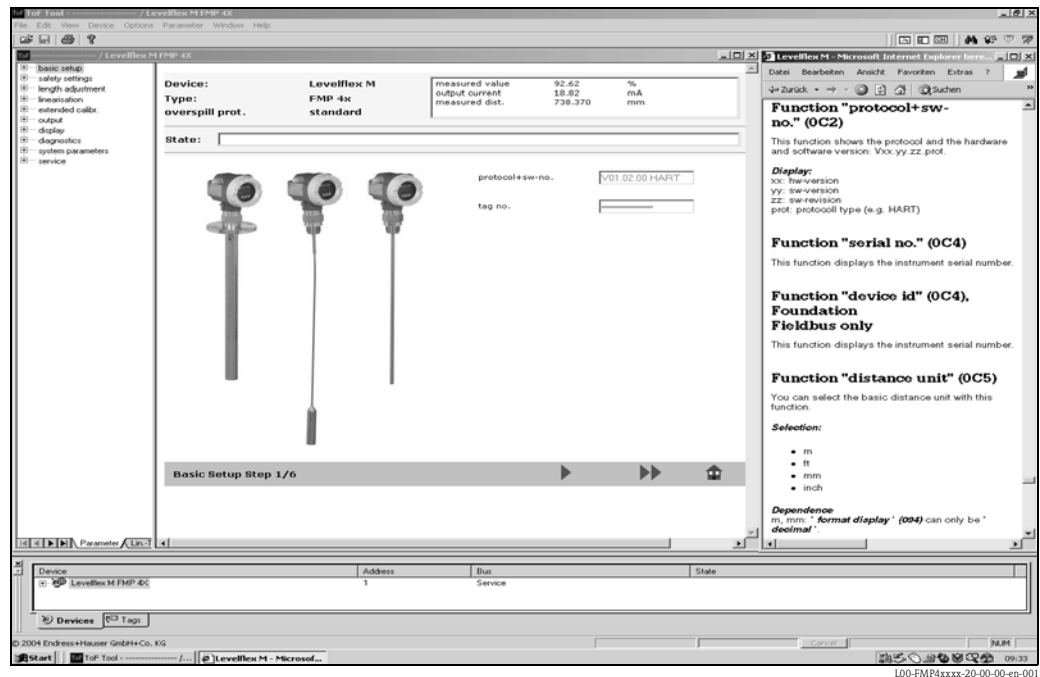 ToF Tool - --------------- / Levelflex M FMP 4X
File Edit View Device Options Parameter Window Help
--------------- / Levelflex M FMP 4X
basic setup
safety settings
length adjustment
linearisation
extended calibr.
output
display
diagnostics
system parameters
service
Device: Levelflex M
Type: FMP 4x
overspill prot. standard
measured value 92.62 %
output current 18.82 mA
measured dist. 738.370 mm
State:
protocol+sw-no. V01.02.00 HART
tag no. ---------------
Basic Setup Step 1/6
Parameter Lin.-T
Levelflex M - Microsoft Internet Explorer bere...
Datei Bearbeiten Ansicht Favoriten Extras ?
Zurück Suchen
Function "protocol+sw-
no." (0C2)
This function shows the protocol and the hardware
and software version: Vxx.yy.zz.prot.
Display:
xx: hw-version
yy: sw-version
zz: sw-revision
prot: protocoll type (e.g. HART)
Function "serial no." (0C4)
This function displays the instrument serial number.
Function "device id" (0C4),
Foundation
Fieldbus only
This function displays the instrument serial number.
Function "distance unit" (0C5)
You can select the basic distance unit with this
function.
Selection:
• m
• ft
• mm
• inch
Dependence
m, mm: " format display " (094) can only be "
decimal ".
Device Address Bus State
Levelflex M FMP 4X 1 Service
Devices Tags
© 2004 Endress+Hauser GmbH+Co. KG
Cancel NUM
Start ToF Tool - --------------- /... Levelflex M - Microsof... 09:33
L00-FMP4xxxx-20-00-00-en-001